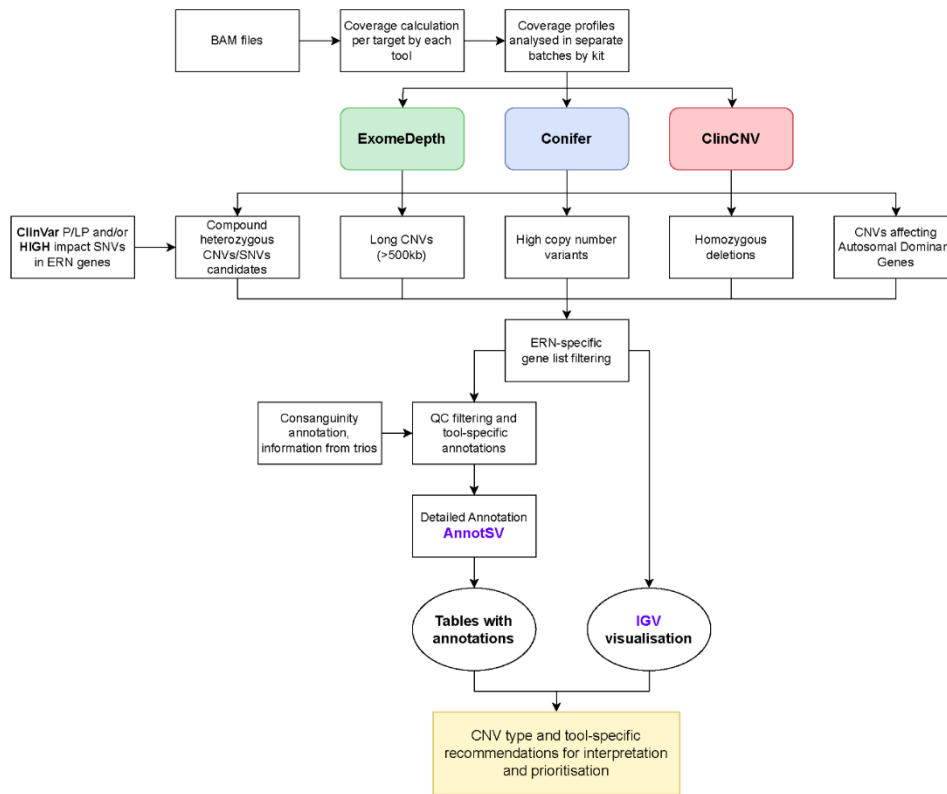 BAM files
Coverage calculation
per target by each
tool
Coverage profiles
analysed in separate
batches by kit
ExomeDepth
Conifer
ClinCNV
ClinVar P/LP and/or
HIGH impact SNVs
in ERN genes
Compound
heterozygous
CNVs/SNVs
candidates
Long CNVs
(>500kb)
High copy number
variants
Homozygous
deletions
CNVs affecting
Autosomal Dominant
Genes
ERN-specific
gene list filtering
Consanguinity
annotation,
information from trios
QC filtering and
tool-specific
annotations
Detailed Annotation
AnnotSV
Tables with
annotations
IGV
visualisation
CNV type and tool-specific
recommendations for interpretation
and prioritisation